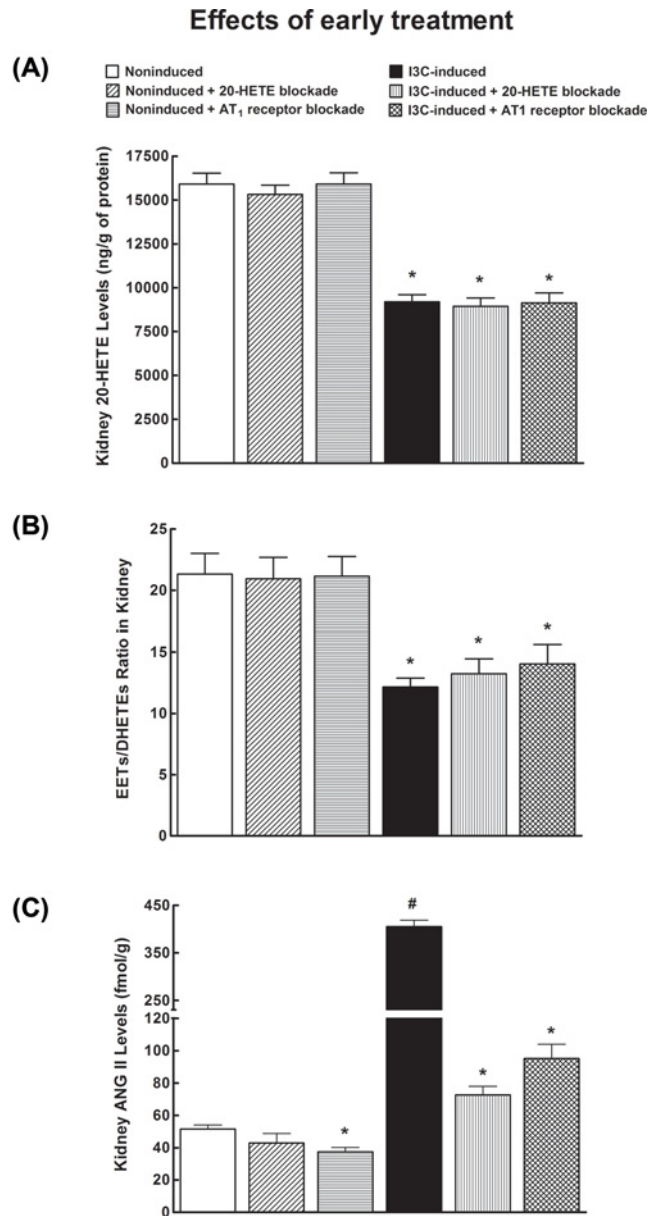 Effects of early treatment
(A)
Noninduced
Noninduced + 20-HETE blockade
Noninduced + AT1 receptor blockade
I3C-induced
I3C-induced + 20-HETE blockade
I3C-induced + AT1 receptor blockade
Kidney 20-HETE Levels (ng/g of protein)
17500
15000
12500
10000
7500
5000
2500
0
* * *
(B)
EETs/DHETEs Ratio in Kidney
25
20
15
10
5
0
* * *
(C)
Kidney ANG II Levels (fmol/g)
450
350
250
120
100
80
60
40
20
0
#
* * *